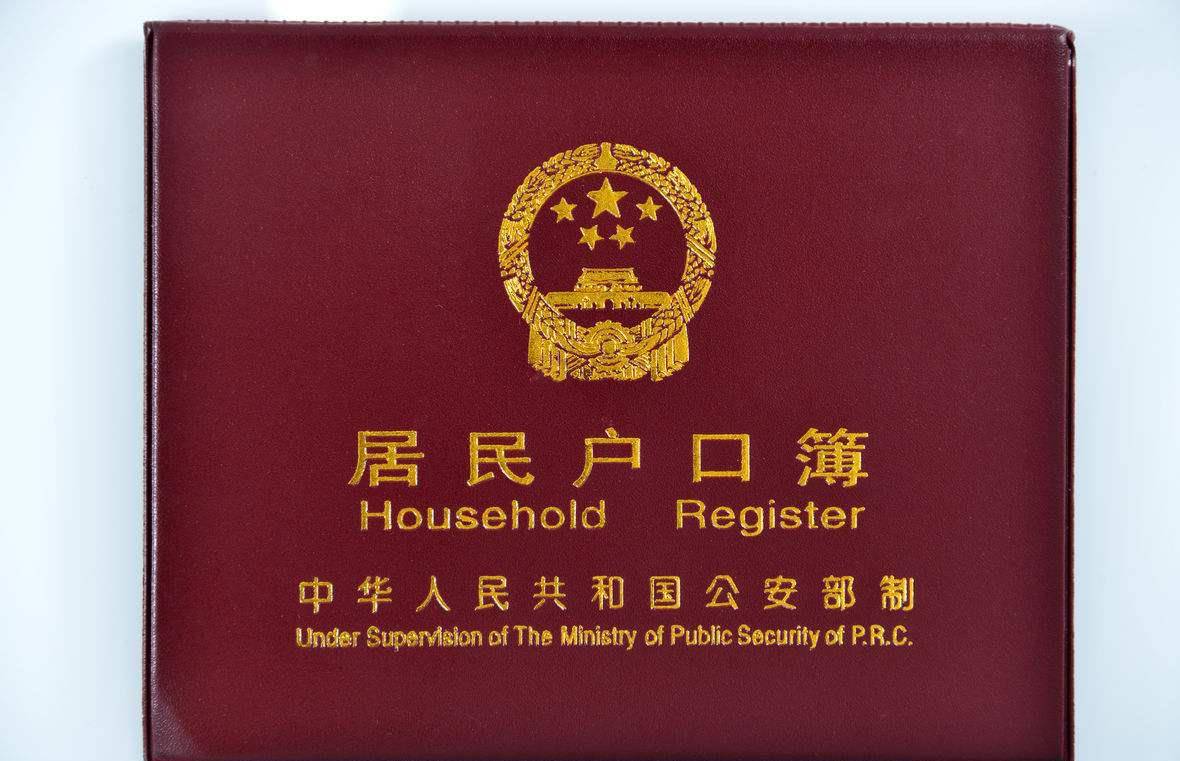 居民户口簿
Household Register
中华人民共和国公安部制
Under Supervision of The Ministry of Public Security of P.R.C.